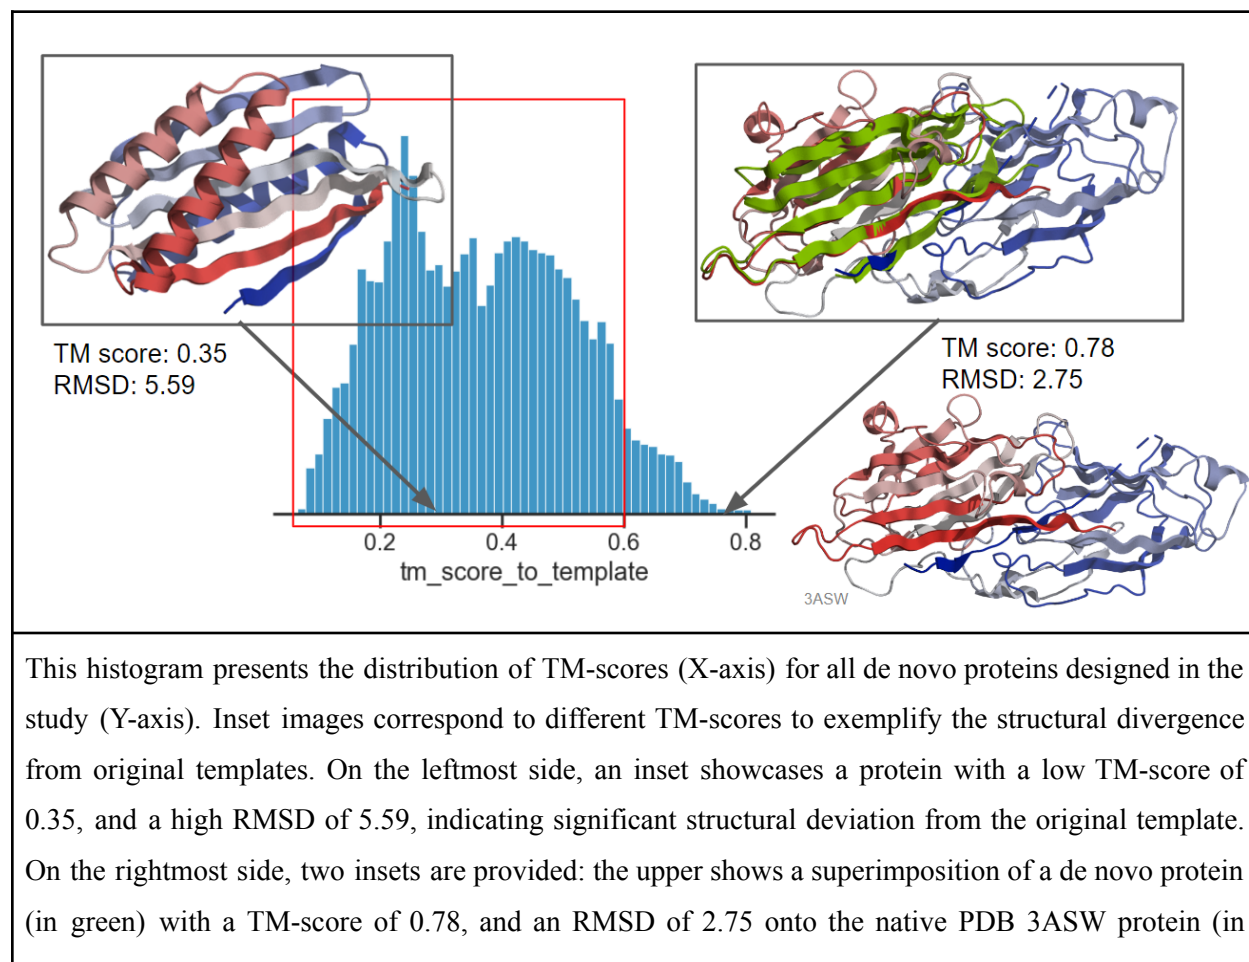 TM score: 0.35
RMSD: 5.59
TM score: 0.78
RMSD: 2.75
0.2
0.4
0.6
0.8
tm_score_to_template
3ASW
This histogram presents the distribution of TM-scores (X-axis) for all de novo proteins designed in the
study (Y-axis). Inset images correspond to different TM-scores to exemplify the structural divergence
from original templates. On the leftmost side, an inset showcases a protein with a low TM-score of
0.35, and a high RMSD of 5.59, indicating significant structural deviation from the original template.
On the rightmost side, two insets are provided: the upper shows a superimposition of a de novo protein
(in green) with a TM-score of 0.78, and an RMSD of 2.75 onto the native PDB 3ASW protein (in